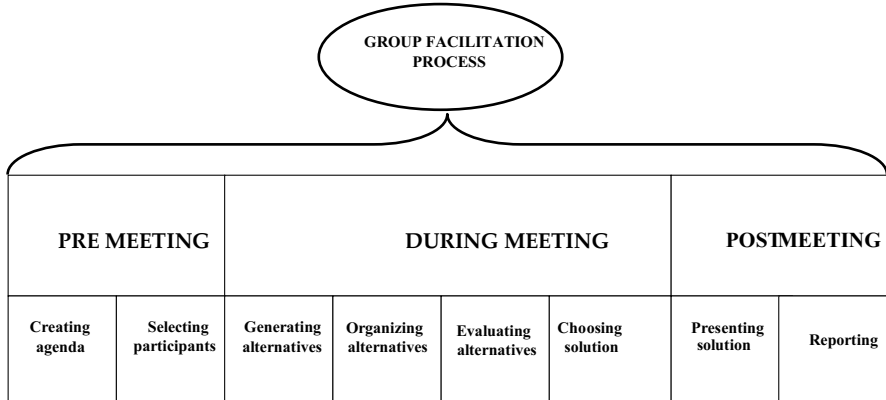 GROUP FACILITATION
PROCESS
PRE MEETING
DURING MEETING
POSTMEETING
Creating
agenda
Selecting
participants
Generating
alternatives
Organizing
alternatives
Evaluating
alternatives
Choosing
solution
Presenting
solution
Reporting